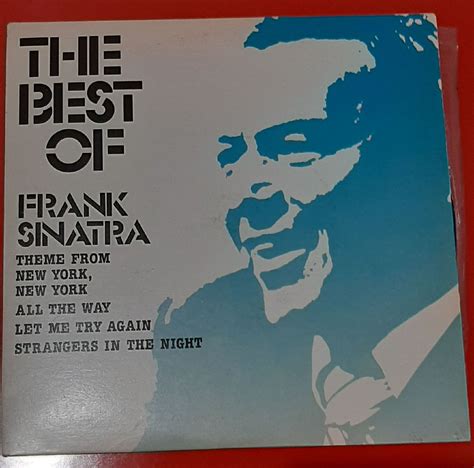 THE
BEST
OF
FRANK
SINATRA
THEME FROM
NEW YORK,
NEW YORK
ALL THE WAY
LET ME TRY AGAIN
STRANGERS IN THE NIGHT